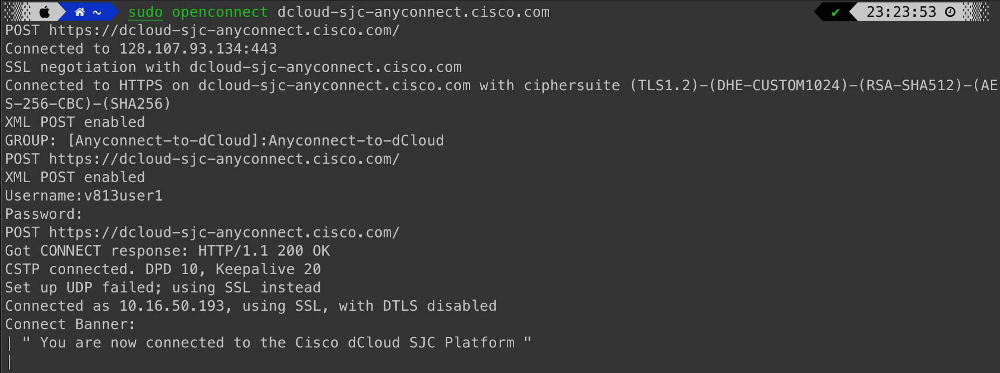 ~ sudo openconnect dcloud-sjc-anyconnect.cisco.com ✔ 23:23:53
POST https://dcloud-sjc-anyconnect.cisco.com/
Connected to 128.107.93.134:443
SSL negotiation with dcloud-sjc-anyconnect.cisco.com
Connected to HTTPS on dcloud-sjc-anyconnect.cisco.com with ciphersuite (TLS1.2)-(DHE-CUSTOM1024)-(RSA-SHA512)-(AE
S-256-CBC)-(SHA256)
XML POST enabled
GROUP: [Anyconnect-to-dCloud]:Anyconnect-to-dCloud
POST https://dcloud-sjc-anyconnect.cisco.com/
XML POST enabled
Username:v813user1
Password:
POST https://dcloud-sjc-anyconnect.cisco.com/
Got CONNECT response: HTTP/1.1 200 OK
CSTP connected. DPD 10, Keepalive 20
Set up UDP failed; using SSL instead
Connected as 10.16.50.193, using SSL, with DTLS disabled
Connect Banner:
| " You are now connected to the Cisco dCloud SJC Platform "
|